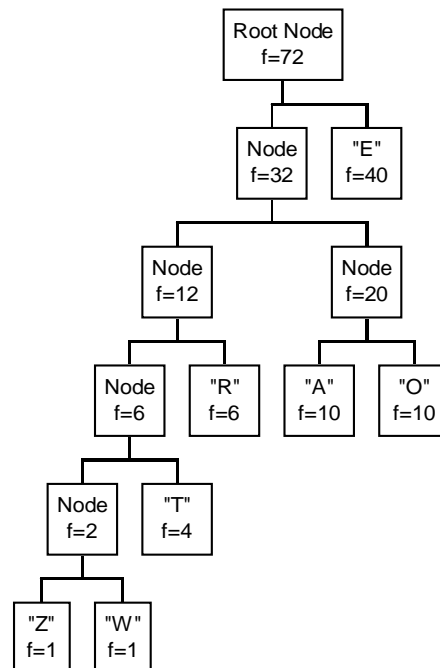 Root Node
f=72
Node
f=32
"E"
f=40
Node
f=12
Node
f=20
Node
f=6
"R"
f=6
"A"
f=10
"O"
f=10
Node
f=2
"T"
f=4
"Z"
f=1
"W"
f=1